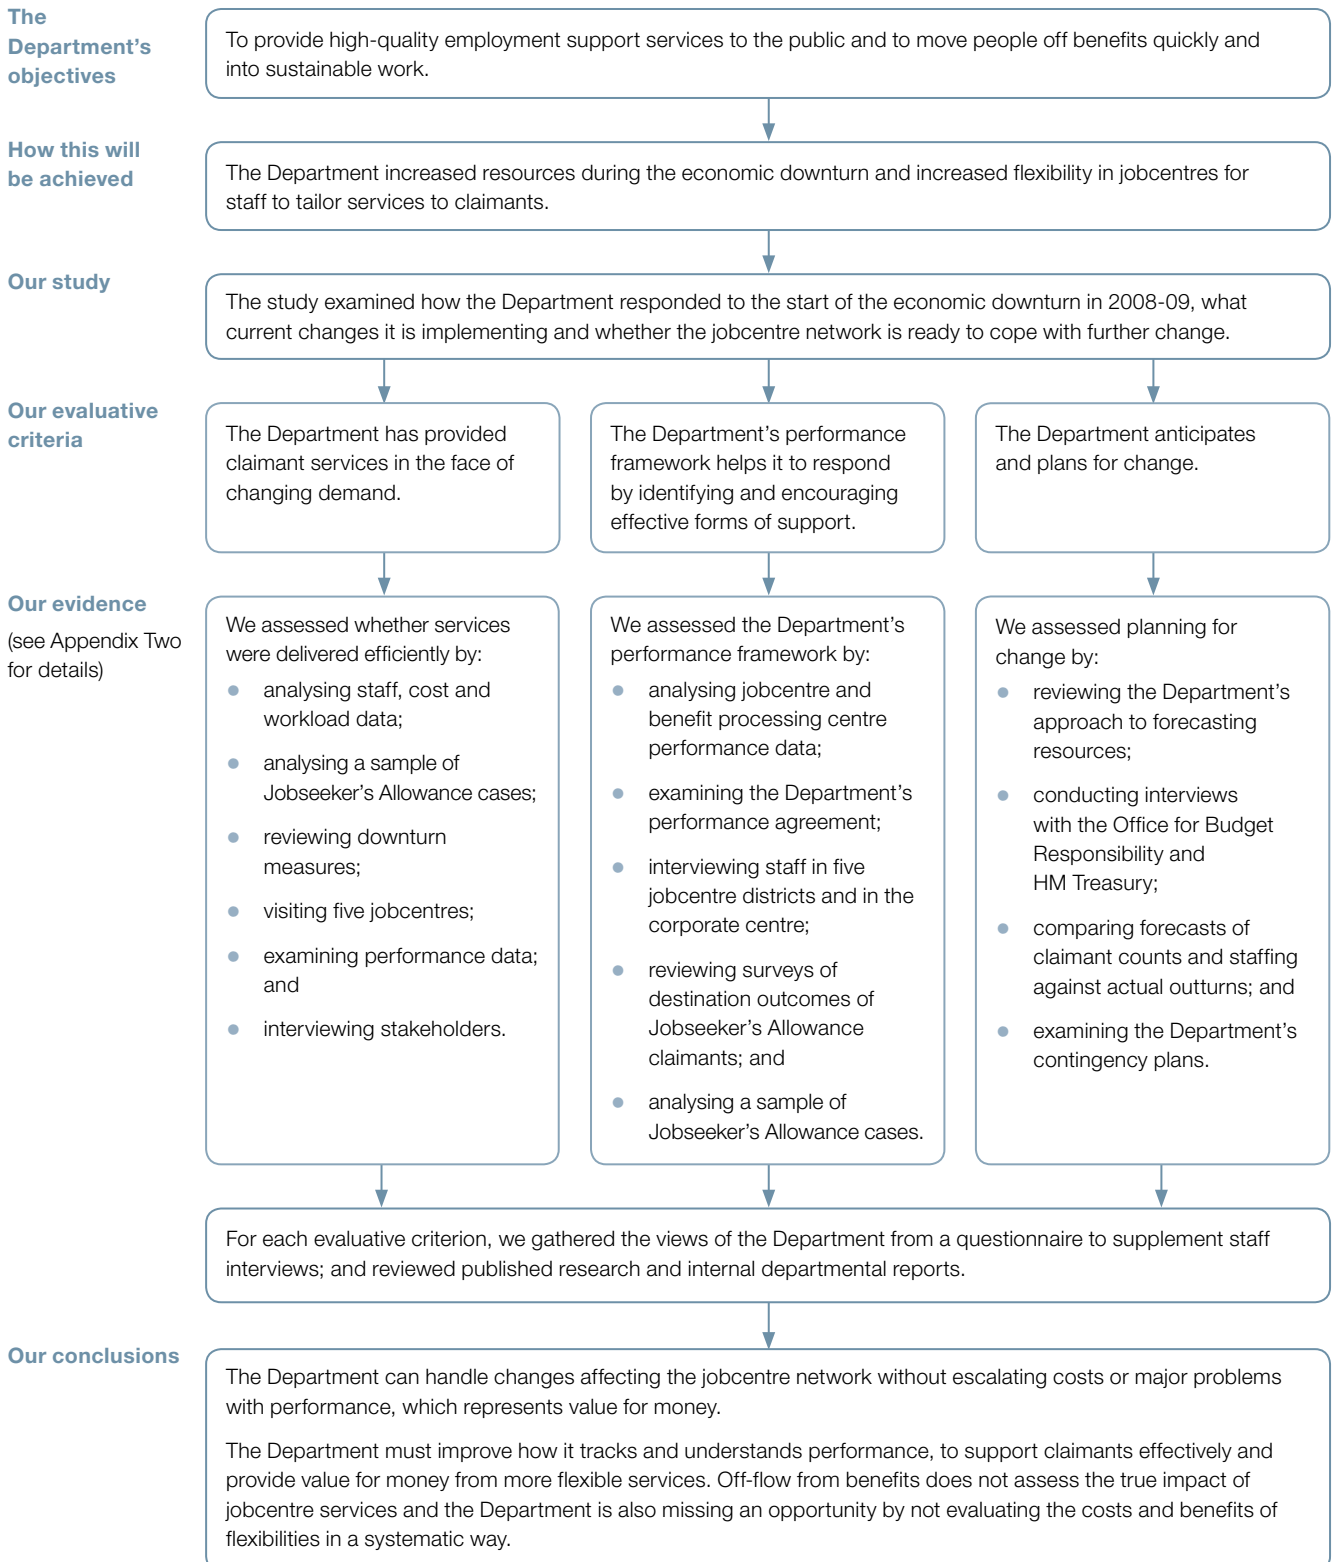 The
Department's
objectives
To provide high-quality employment support services to the public and to move people off benefits quickly and
into sustainable work.
How this will
be achieved
The Department increased resources during the economic downturn and increased flexibility in jobcentres for
staff to tailor services to claimants.
Our study
The study examined how the Department responded to the start of the economic downturn in 2008-09, what
current changes it is implementing and whether the jobcentre network is ready to cope with further change.
Our evaluative
criteria
The Department has provided
claimant services in the face of
changing demand.
The Department's performance
framework helps it to respond
by identifying and encouraging
effective forms of support.
The Department anticipates
and plans for change.
Our evidence
(see Appendix Two
for details)
We assessed whether services
were delivered efficiently by:
● analysing staff, cost and
workload data;
● analysing a sample of
Jobseeker's Allowance cases;
● reviewing downturn
measures;
● visiting five jobcentres;
● examining performance data;
and
● interviewing stakeholders.
We assessed the Department's
performance framework by:
● analysing jobcentre and
benefit processing centre
performance data;
● examining the Department's
performance agreement;
● interviewing staff in five
jobcentre districts and in the
corporate centre;
● reviewing surveys of
destination outcomes of
Jobseeker's Allowance
claimants; and
● analysing a sample of
Jobseeker's Allowance cases.
We assessed planning for
change by:
● reviewing the Department's
approach to forecasting
resources;
● conducting interviews
with the Office for Budget
Responsibility and
HM Treasury;
● comparing forecasts of
claimant counts and staffing
against actual outturns; and
● examining the Department's
contingency plans.
For each evaluative criterion, we gathered the views of the Department from a questionnaire to supplement staff
interviews; and reviewed published research and internal departmental reports.
Our conclusions
The Department can handle changes affecting the jobcentre network without escalating costs or major problems
with performance, which represents value for money.
The Department must improve how it tracks and understands performance, to support claimants effectively and
provide value for money from more flexible services. Off-flow from benefits does not assess the true impact of
jobcentre services and the Department is also missing an opportunity by not evaluating the costs and benefits of
flexibilities in a systematic way.